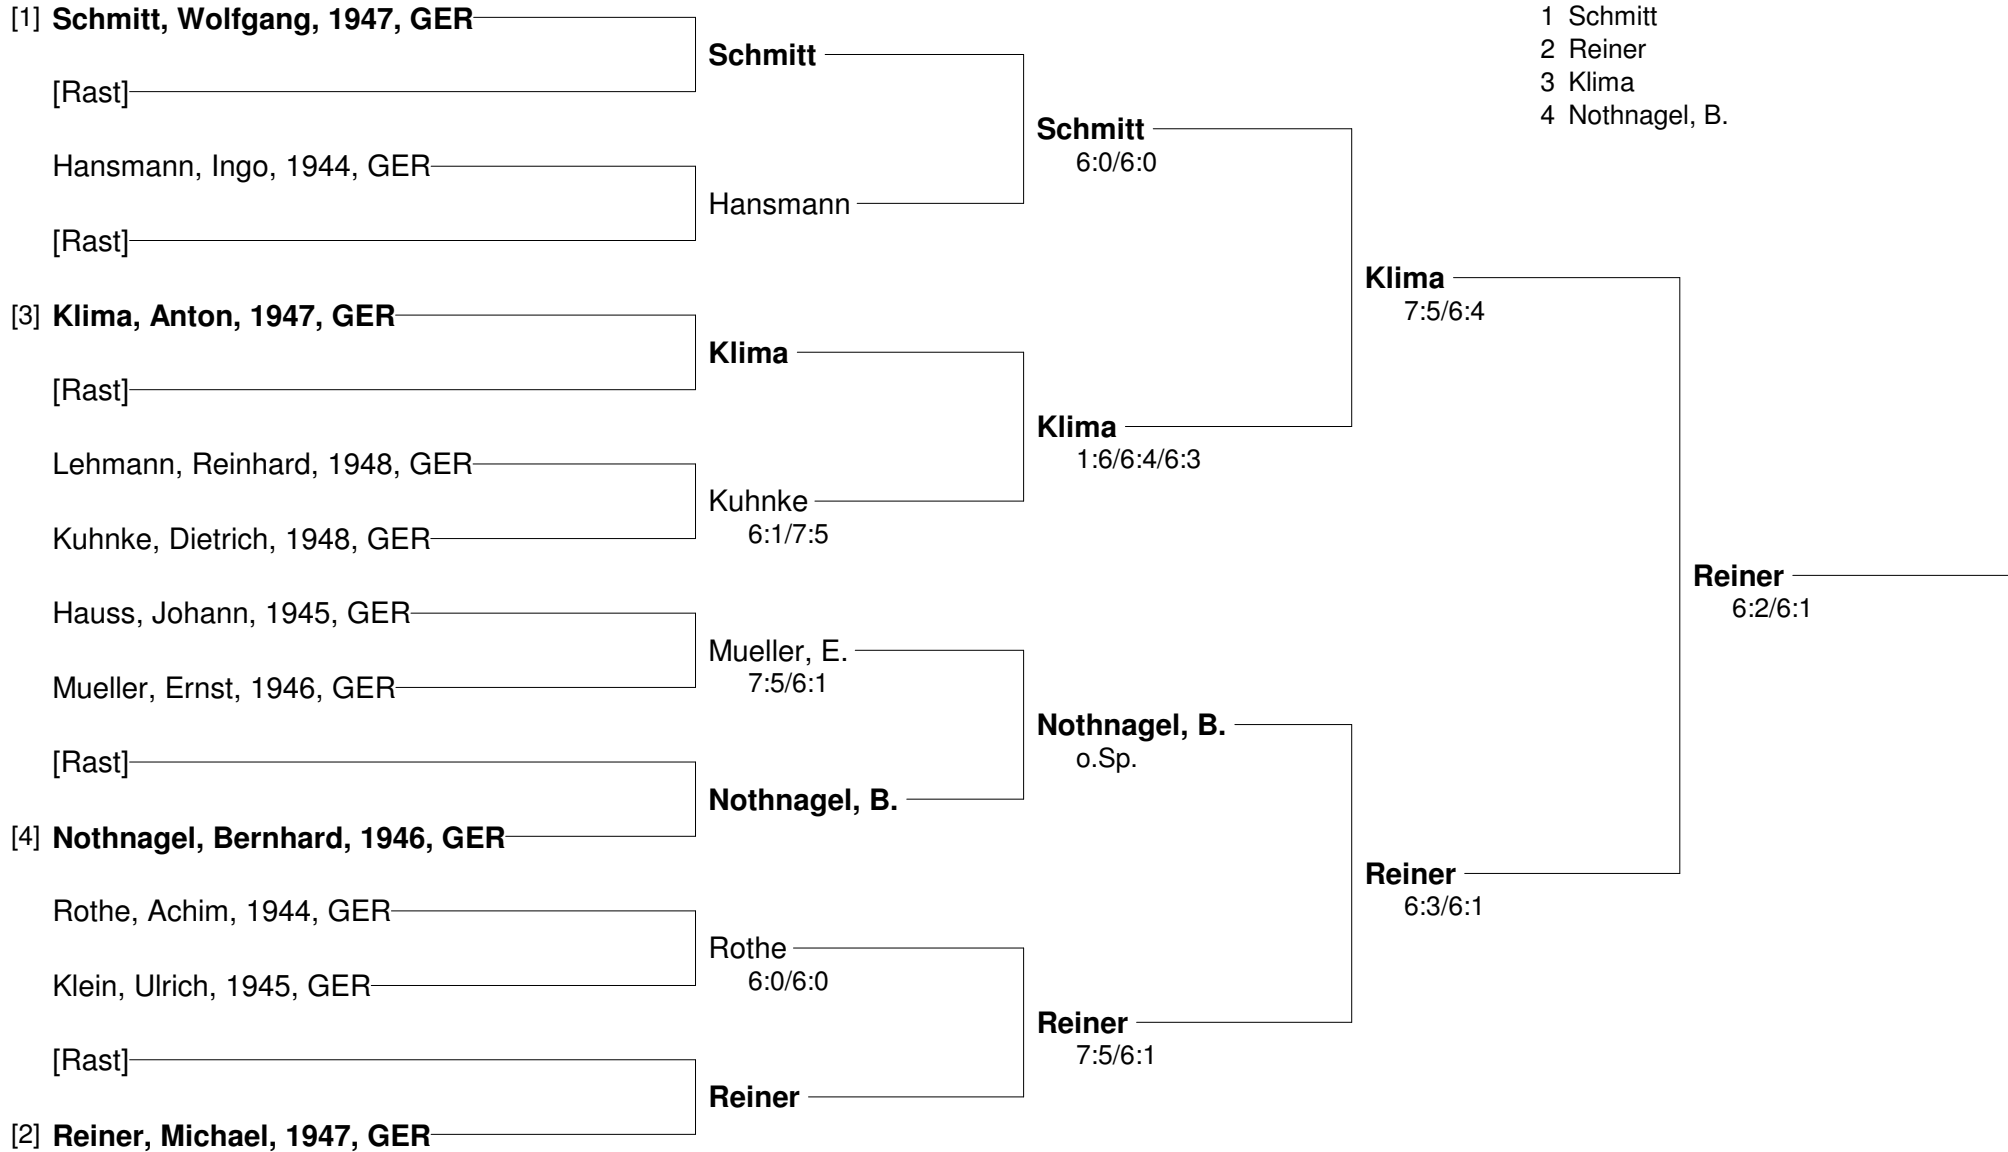 [1] Schmitt, Wolfgang, 1947, GER
[Rast]
Hansmann, Ingo, 1944, GER
[Rast]
[3] Klima, Anton, 1947, GER
[Rast]
Lehmann, Reinhard, 1948, GER
Kuhnke, Dietrich, 1948, GER
Hauss, Johann, 1945, GER
Mueller, Ernst, 1946, GER
[Rast]
[4] Nothnagel, Bernhard, 1946, GER
Rothe, Achim, 1944, GER
Klein, Ulrich, 1945, GER
[Rast]
[2] Reiner, Michael, 1947, GER
Schmitt
Hansmann
Klima
Kuhnke
6:1/7:5
Mueller, E.
7:5/6:1
Nothnagel, B.
Rothe
6:0/6:0
Reiner
Schmitt
6:0/6:0
Klima
1:6/6:4/6:3
Nothnagel, B.
o.Sp.
Reiner
7:5/6:1
Klima
7:5/6:4
Reiner
6:3/6:1
Reiner
6:2/6:1
1 Schmitt
2 Reiner
3 Klima
4 Nothnagel, B.